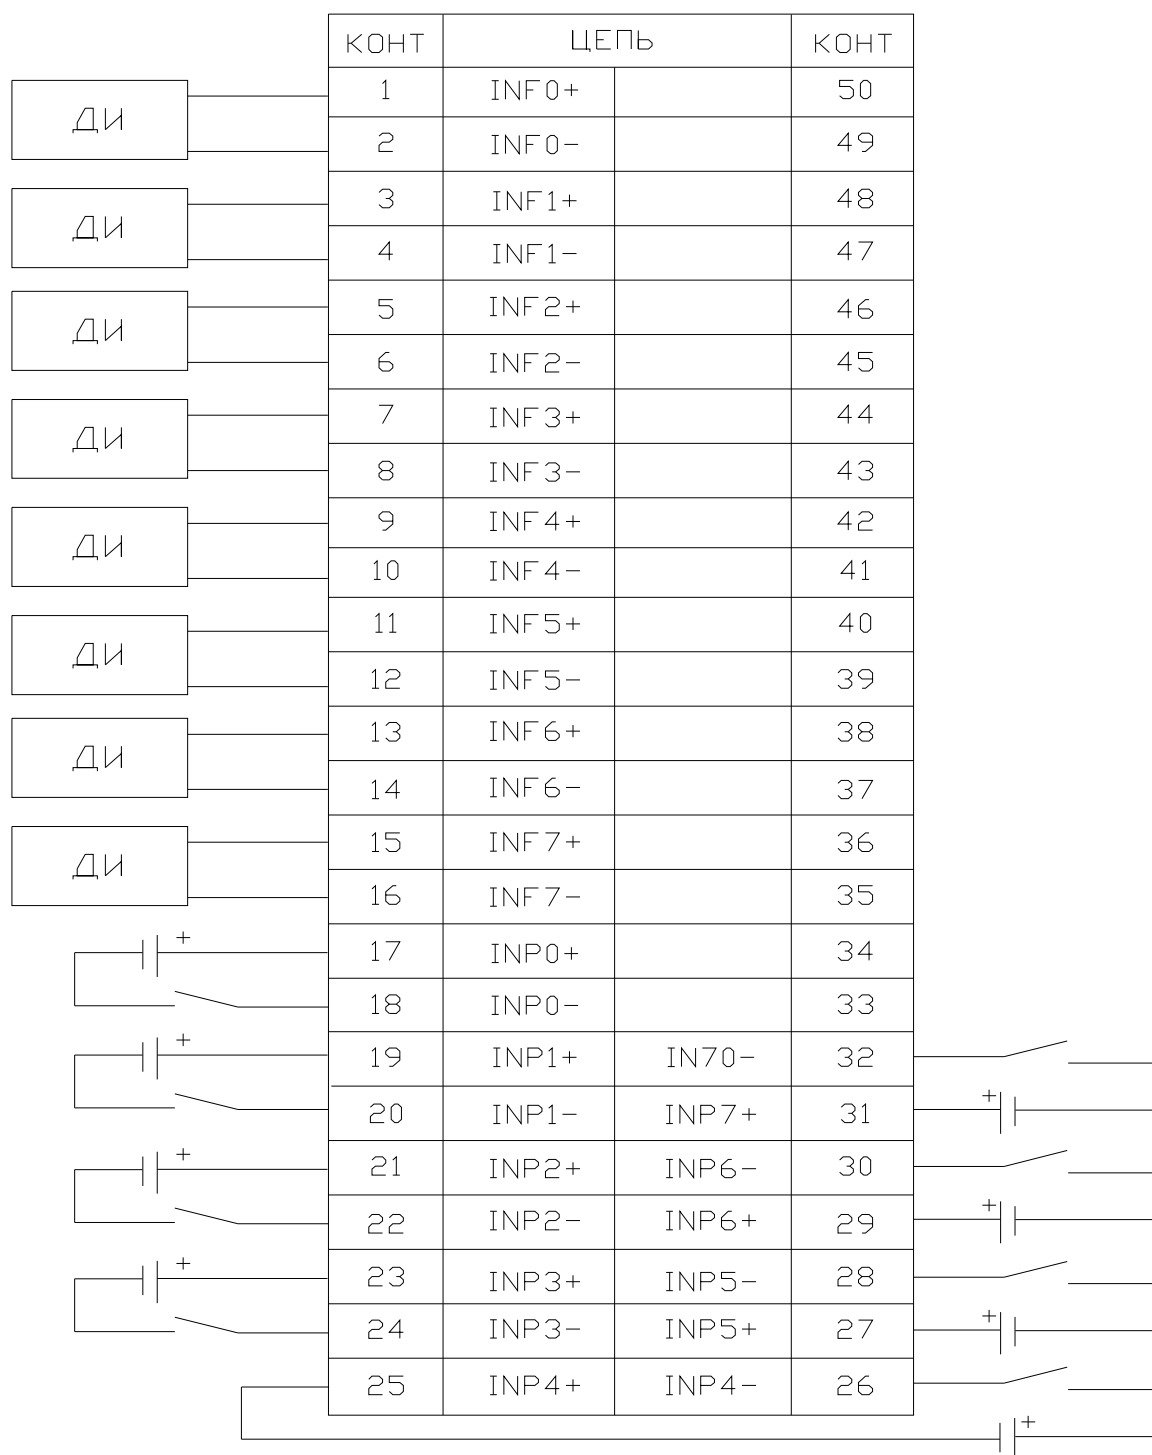 КОНТ ЦЕПЬ КОНТ
ДИ
1 INF0+ 50
2 INF0- 49
ДИ
3 INF1+ 48
4 INF1- 47
ДИ
5 INF2+ 46
6 INF2- 45
ДИ
7 INF3+ 44
8 INF3- 43
ДИ
9 INF4+ 42
10 INF4- 41
ДИ
11 INF5+ 40
12 INF5- 39
ДИ
13 INF6+ 38
14 INF6- 37
ДИ
15 INF7+ 36
16 INF7- 35
+ 17 INP0+ 34
18 INP0- 33
+ 19 INP1+ IN70- 32
20 INP1- INP7+ 31 +
+ 21 INP2+ INP6- 30
22 INP2- INP6+ 29 +
+ 23 INP3+ INP5- 28
24 INP3- INP5+ 27 +
25 INP4+ INP4- 26
+